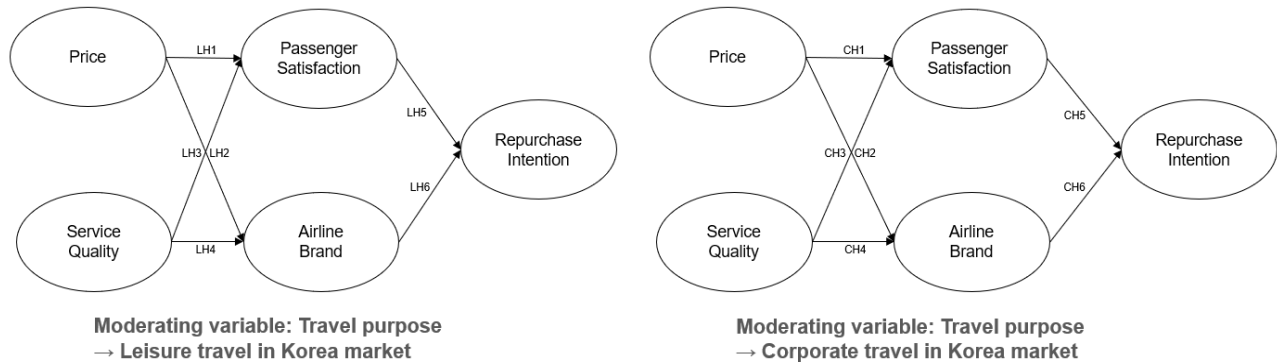 Price
LH1
Passenger
Satisfaction
LH5
LH3
LH2
Repurchase
Intention
LH6
Service
Quality
LH4
Airline
Brand
Moderating variable: Travel purpose
→ Leisure travel in Korea market
Price
CH1
Passenger
Satisfaction
CH5
CH3
CH2
Repurchase
Intention
CH6
Service
Quality
CH4
Airline
Brand
Moderating variable: Travel purpose
→ Corporate travel in Korea market